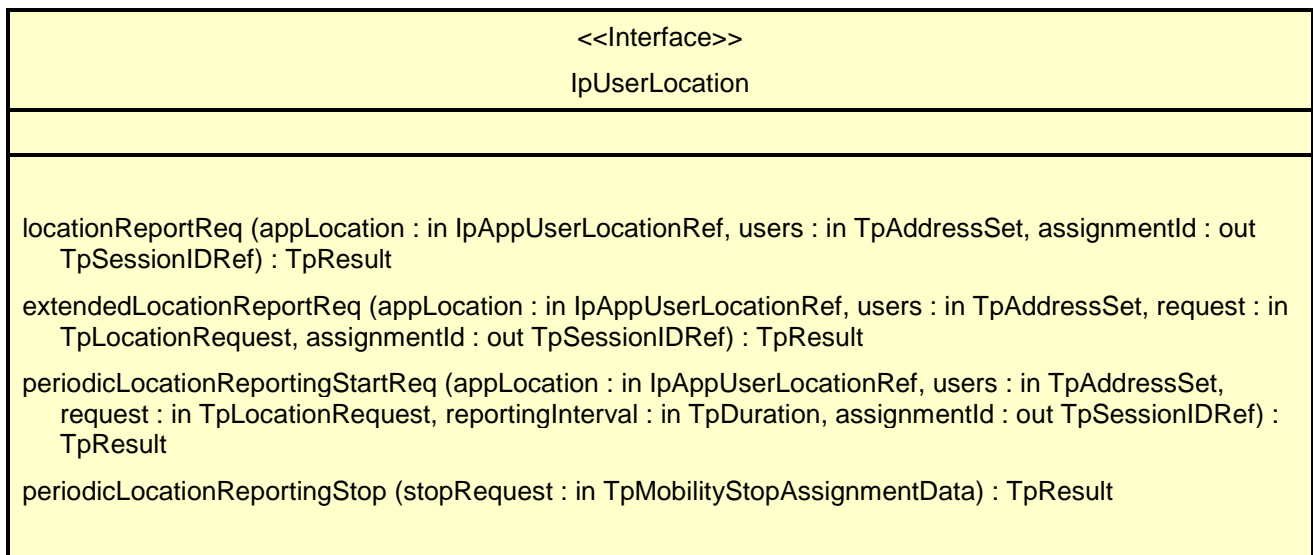 <<Interface>>
IpUserLocation
locationReportReq (appLocation : in IpAppUserLocationRef, users : in TpAddressSet, assignmentId : out
TpSessionIDRef) : TpResult
extendedLocationReportReq (appLocation : in IpAppUserLocationRef, users : in TpAddressSet, request : in
TpLocationRequest, assignmentId : out TpSessionIDRef) : TpResult
periodicLocationReportingStartReq (appLocation : in IpAppUserLocationRef, users : in TpAddressSet,
request : in TpLocationRequest, reportingInterval : in TpDuration, assignmentId : out TpSessionIDRef) :
TpResult
periodicLocationReportingStop (stopRequest : in TpMobilityStopAssignmentData) : TpResult